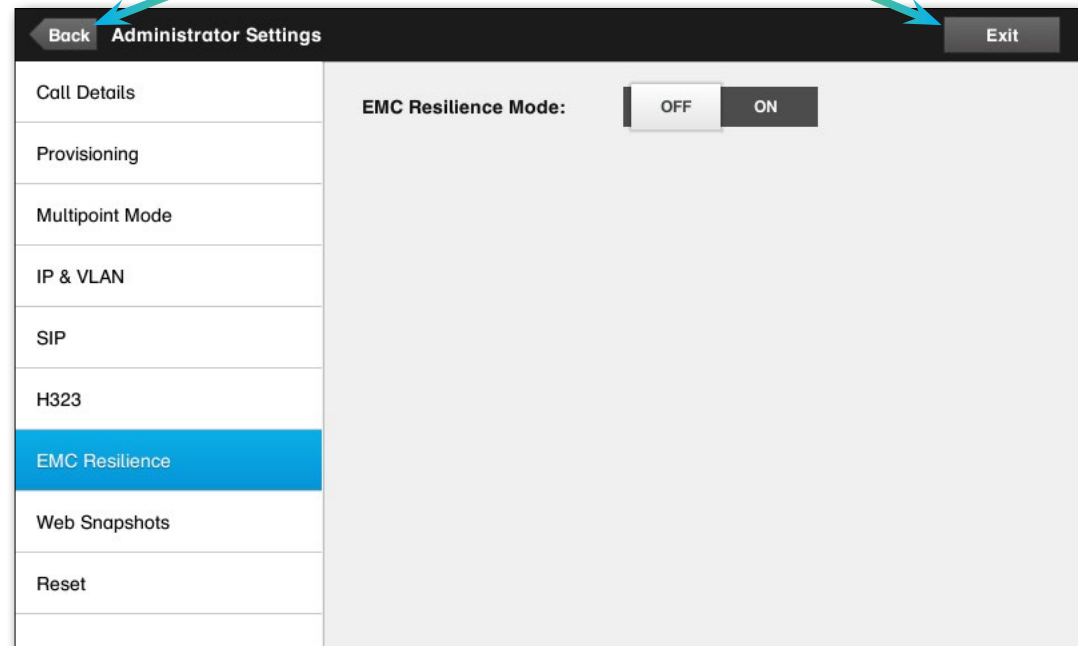 Back Administrator Settings Exit
Call Details
EMC Resilience Mode: OFF ON
Provisioning
Multipoint Mode
IP & VLAN
SIP
H323
EMC Resilience
Web Snapshots
Reset